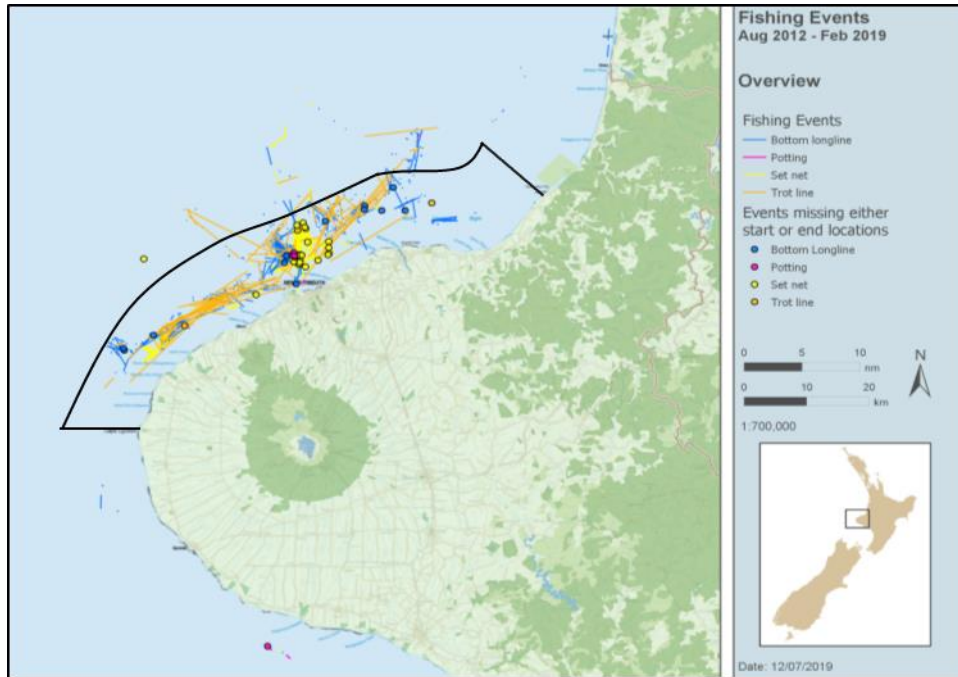 Fishing Events
Aug 2012 - Feb 2019
Overview
Fishing Events
Bottom longline
Potting
Set net
Trot line
Events missing either
start or end locations
Bottom Longline
Potting
Set net
Trot line
0 5 10
nm
0 10 20
km
N
1:700,000
Date: 12/07/2019